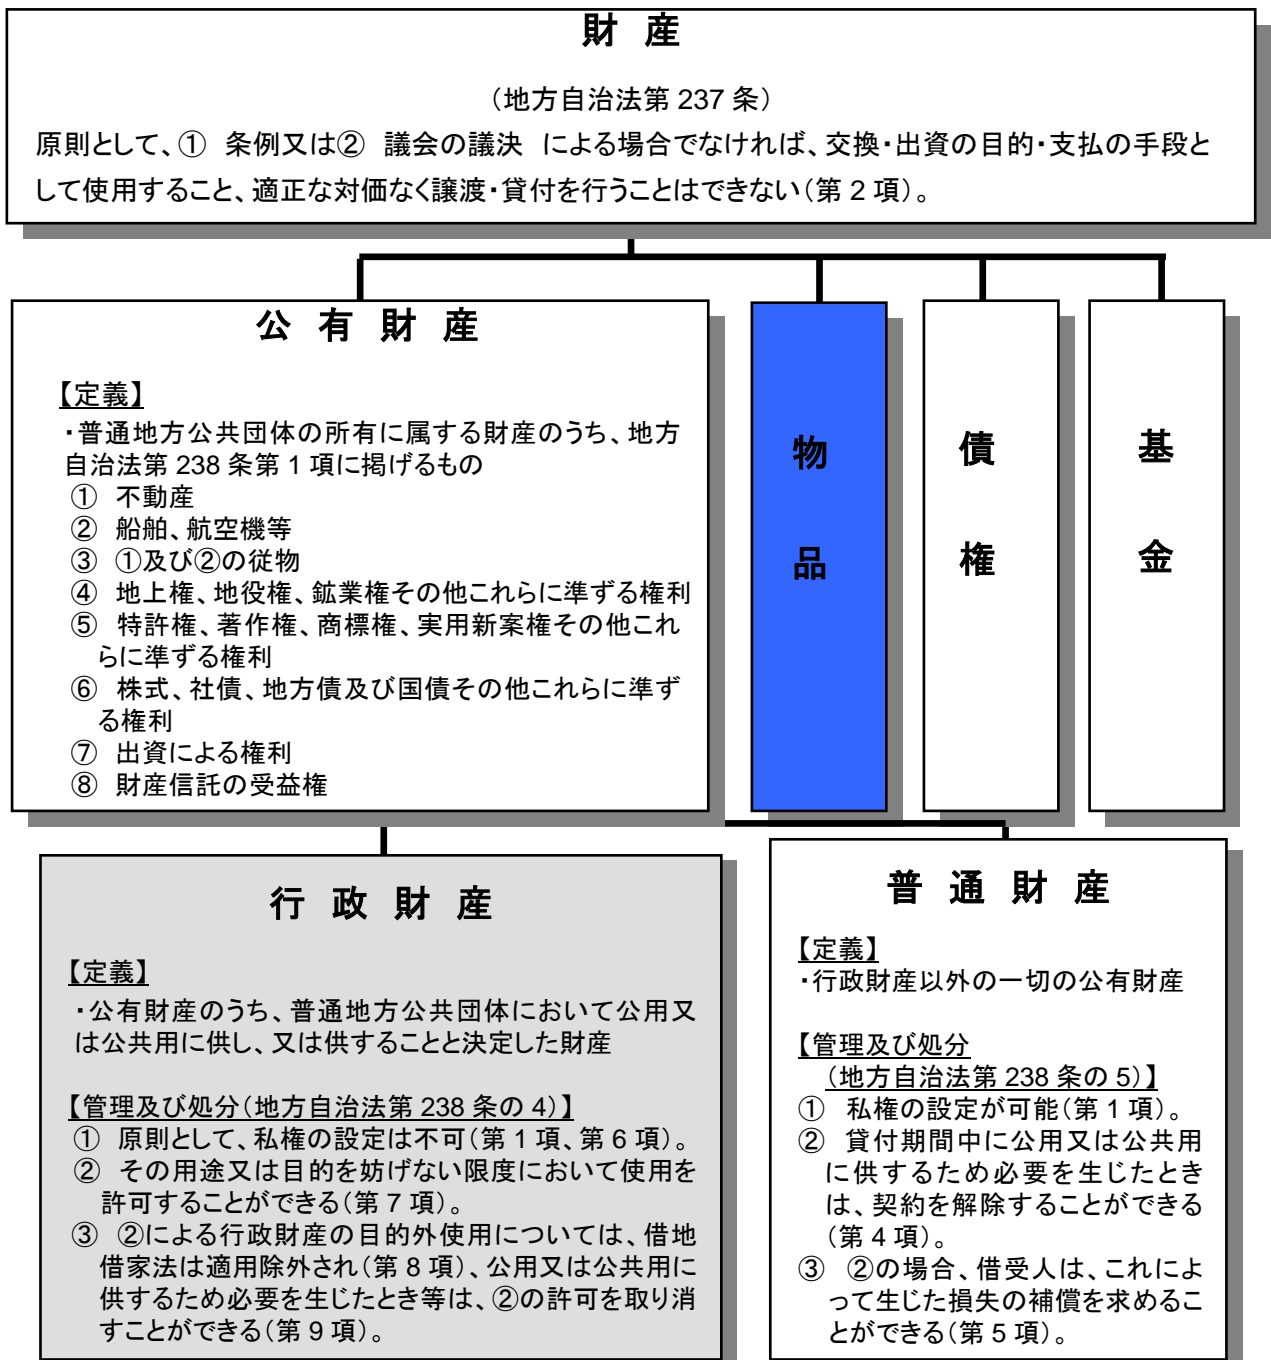 財 産
（地方自治法第 237 条）
原則として、① 条例又は② 議会の議決 による場合でなければ、交換・出資の目的・支払の手段と
して使用すること、適正な対価なく譲渡・貸付を行うことはできない（第 2 項）。
公 有 財 産
【定義】
・普通地方公共団体の所有に属する財産のうち、地方
自治法第 238 条第 1 項に掲げるもの
① 不動産
② 船舶、航空機等
③ ①及び②の従物
④ 地上権、地役権、鉱業権その他これらに準ずる権利
⑤ 特許権、著作権、商標権、実用新案権その他これ
らに準ずる権利
⑥ 株式、社債、地方債及び国債その他これらに準ず
る権利
⑦ 出資による権利
⑧ 財産信託の受益権
物品
債権
基金
行 政 財 産
【定義】
・公有財産のうち、普通地方公共団体において公用又
は公共用に供し、又は供することと決定した財産
【管理及び処分（地方自治法第 238 条の 4）】
① 原則として、私権の設定は不可（第 1 項、第 6 項）。
② その用途又は目的を妨げない限度において使用を
許可することができる（第 7 項）。
③ ②による行政財産の目的外使用については、借地
借家法は適用除外され（第 8 項）、公用又は公共用に
供するため必要を生じたとき等は、②の許可を取り消
すことができる（第 9 項）。
普 通 財 産
【定義】
・行政財産以外の一切の公有財産
【管理及び処分
（地方自治法第 238 条の 5）】
① 私権の設定が可能（第 1 項）。
② 貸付期間中に公用又は公共用
に供するため必要を生じたとき
は、契約を解除することができる
（第 4 項）。
③ ②の場合、借受人は、これによ
って生じた損失の補償を求めるこ
とができる（第 5 項）。